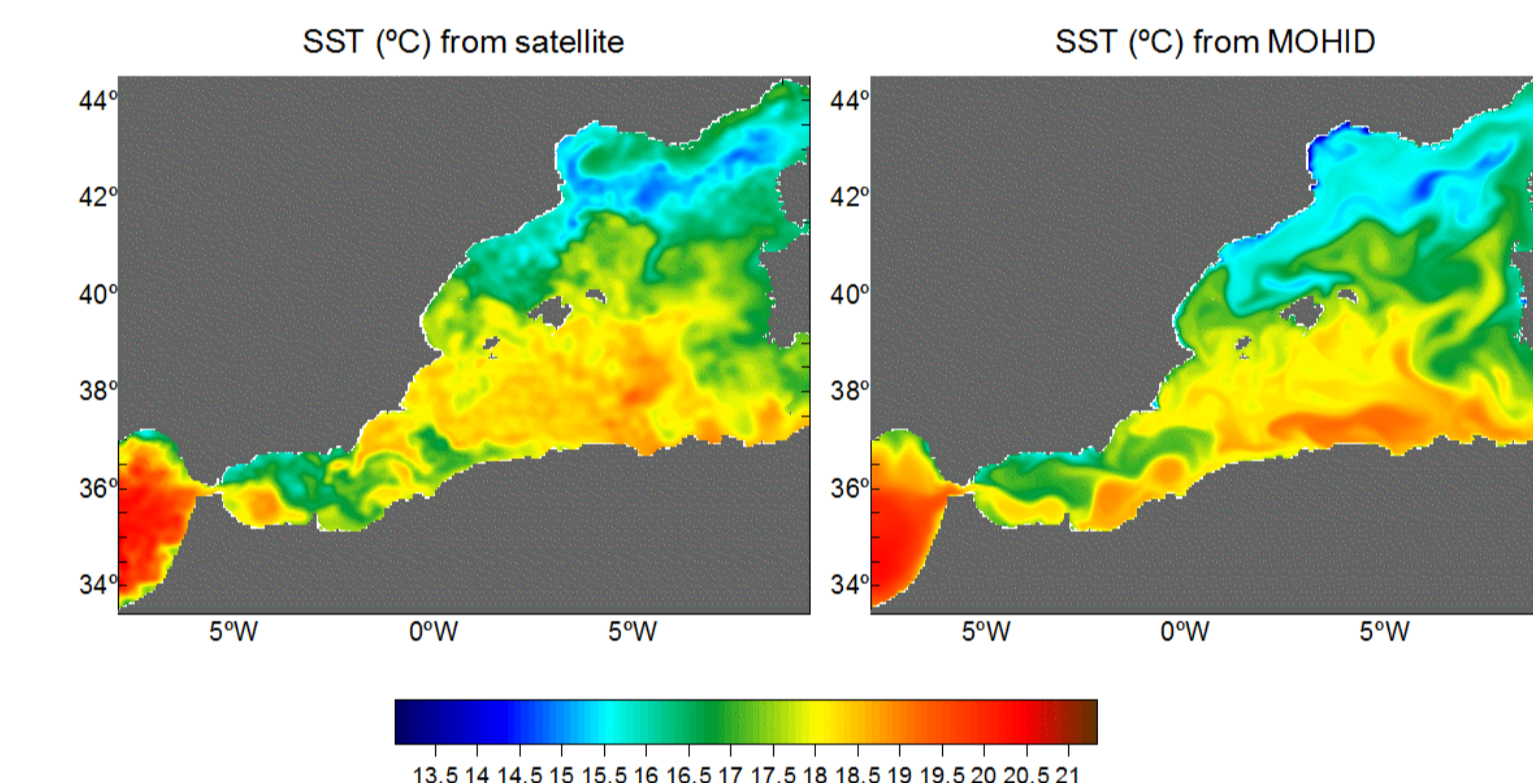 SST (ºC) from satellite
SST (ºC) from MOHID
44º
42º
40º
38º
36º
34º
5ºW
0ºW
5ºW
44º
42º
40º
38º
36º
34º
5ºW
0ºW
5ºW
13.5 14 14.5 15 15.5 16 16.5 17 17.5 18 18.5 19 19.5 20 20.5 21